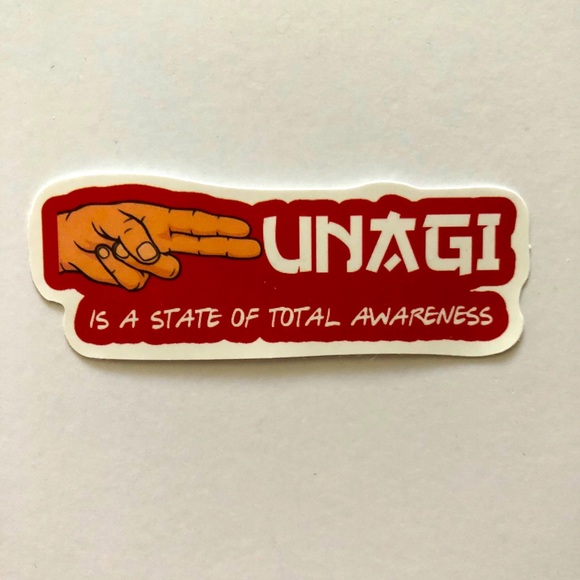 UNAGI
IS A STATE OF TOTAL AWARENESS